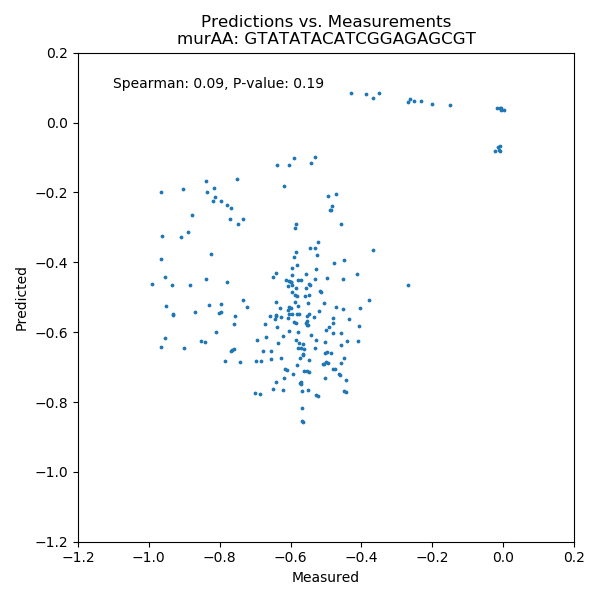 Predictions vs. Measurements
murAA: GTATATACATCGGAGAGCGT
Spearman: 0.09, P-value: 0.19
0.2
0.0
−0.2
−0.4
−0.6
−0.8
−1.0
−1.2
Predicted
−1.2 −1.0 −0.8 −0.6 −0.4 −0.2 0.0 0.2
Measured